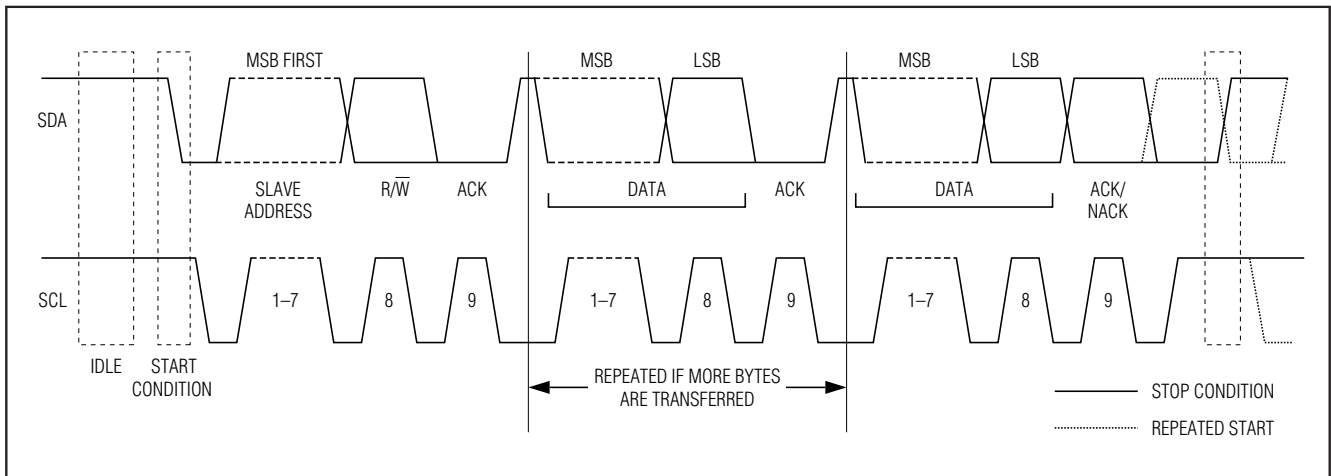 MSB FIRST
MSB
LSB
MSB
LSB
SDA
SLAVE
ADDRESS
R/W̅
ACK
DATA
ACK
DATA
ACK/
NACK
SCL
1–7
8
9
1–7
8
9
1–7
8
9
IDLE
START
CONDITION
REPEATED IF MORE BYTES
ARE TRANSFERRED
STOP CONDITION
REPEATED START